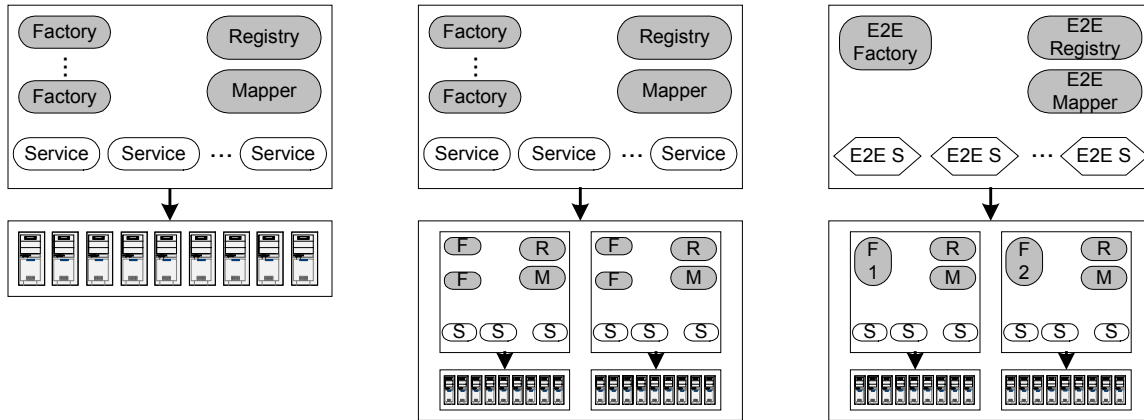 Factory
Registry
⋮
Factory
Mapper
Service Service ... Service
Factory
Registry
⋮
Factory
Mapper
Service Service ... Service
F
R
F
M
S S S
F
R
F
M
S S S
E2E
Factory
E2E
Registry
E2E
Mapper
E2E S E2E S ... E2E S
F
1
R
M
S S S
F
2
R
M
S S S